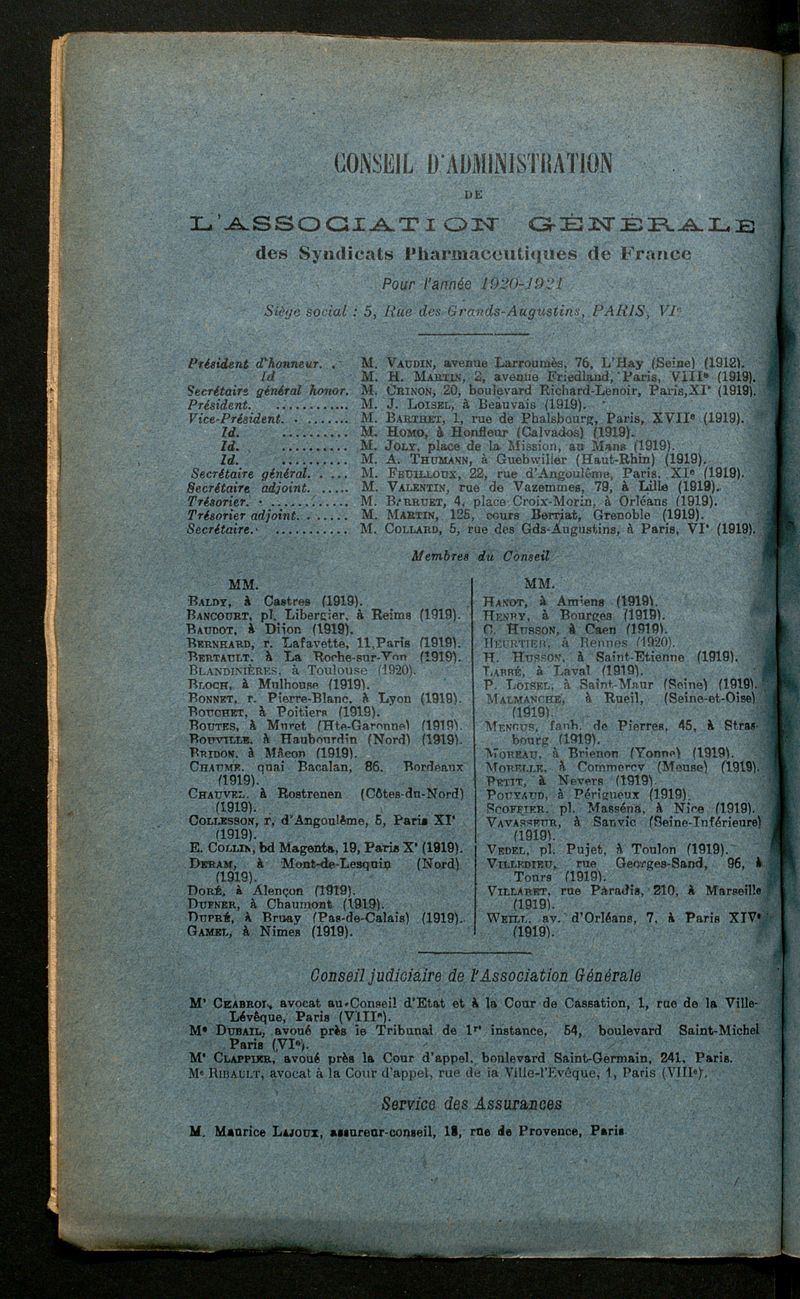 CONSEIL D'ADMINISTRATION
DE
L'ASSOCIATION GÉNÉRALE
des Syndicats Pharmaceutiques de France
Pour l'année 1920-1921
Siège social : 5, Rue des Grands-Augustins, PARIS, VIe
Président d'honneur. . M. VAUDIN, avenue Larroumès, 76, L'Hay (Seine) (1912).
Id M. H. MARTIN, 2, avenue Friedland, Paris, VIIIe (1919).
Secrétaire général honor. M. CRINON, 20, boulevard Richard-Lenoir, Paris, XIe (1919).
Président. ............ M. J. LOISEL, à Beauvais (1919).
Vice-Président. . ....... M. BARTHET, 1, rue de Phalsbourg, Paris, XVIIe (1919).
Id. .......... M. HOMO, à Honfleur (Calvados) (1919).
Id. .......... M. JOLY, place de la Mission, au Mans (1919).
Id. .......... M. A. THUMANN, à Guebwiller (Haut-Rhin) (1919).
Secrétaire général. . ... M. FEUILLOUX, 22, rue d'Angoulême, Paris, XIe (1919).
Secrétaire adjoint. ..... M. VALENTIN, rue de Vazemmes, 79, à Lille (1919).
Trésorier. . ............ M. BARRUET, 4, place Croix-Morin, à Orléans (1919).
Trésorier adjoint. ...... M. MARTIN, 125, cours Berriat, Grenoble (1919).
Secrétaire. ............ M. COLLARD, 5, rue des Gds-Augustins, à Paris, VIe (1919).
Membres du Conseil
MM.
BALDY, à Castres (1919).
BANCOURT, pl. Libergier, à Reims (1919).
BAUDOT, à Dijon (1919).
BERNHARD, r. Lafayette, 11, Paris (1919).
BERTAULT, à La Roche-sur-Yon (1919).
BLANDINIÈRES, à Toulouse (1920).
BLOCH, à Mulhouse (1919).
BONNET, r. Pierre-Blanc, à Lyon (1919).
BOUCHET, à Poitiers (1919).
BOUTES, à Muret (Hte-Garonne) (1919).
BOUVILLE, à Haubourdin (Nord) (1919).
BRIDON, à Mâcon (1919).
CHAUME, quai Bacalan, 86, Bordeaux
(1919).
CHAUVEL, à Rostrenen (Côtes-du-Nord)
(1919).
COLLESSON, r, d'Angoulême, 5, Paris XIe
(1919).
E. COLLIN, bd Magenta, 19, Paris Xe (1919).
DERAM, à Mont-de-Lesquin (Nord)
(1919).
DORÉ, à Alençon (1919).
DUFNER, à Chaumont (1919).
DUPRÉ, à Bruay (Pas-de-Calais) (1919).
GAMEL, à Nimes (1919).
MM.
HANOT, à Amiens (1919).
HENRY, à Bourges (1919).
C. HUSSON, à Caen (1919).
HEURTIER, à Rennes (1920).
H. HUSSON, à Saint-Etienne (1919).
LARRÉ, à Laval (1919).
P. LOISEL, à Saint-Maur (Seine) (1919).
MALMANCHE, à Rueil, (Seine-et-Oise)
(1919).
MENGUS, faub. de Pierres, 45, à Stras-
bourg (1919).
MOREAU, à Brienon (Yonne) (1919).
MORELLE, à Commercy (Meuse) (1919).
PETIT, à Nevers (1919).
POUYAUD, à Périgueux (1919).
SCOFFIER, pl. Masséna, à Nice (1919).
VAVASSEUR, à Sanvic (Seine-Inférieure)
(1919).
VEDEL, pl. Pujet, à Toulon (1919).
VILLEDIEU, rue Georges-Sand, 96, à
Tours (1919).
VILLARET, rue Paradis, 210, à Marseille
(1919).
WEILL, av. d'Orléans, 7, à Paris XIVe
(1919).
Conseil judiciaire de l'Association Générale
Me CHABROL, avocat au Conseil d'Etat et à la Cour de Cassation, 1, rue de la Ville-
Lévêque, Paris (VIIIe).
Me DUBAIL, avoué près le Tribunal de 1re instance, 54, boulevard Saint-Michel
Paris (VIe).
Me CLAPPIER, avoué près la Cour d'appel, boulevard Saint-Germain, 241, Paris.
Me RIBAULT, avocat à la Cour d'appel, rue de la Ville-l'Evêque, 1, Paris (VIIIe).
Service des Assurances
M. Maurice LAJOUX, assureur-conseil, 18, rue de Provence, Paris